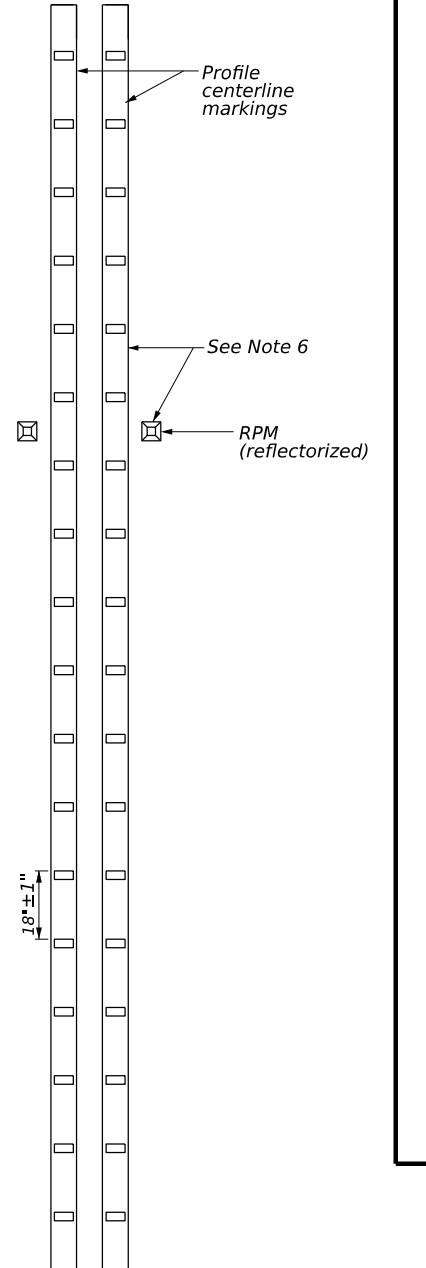 Profile
centerline
markings
See Note 6
RPM
(reflectorized)
18"±1"